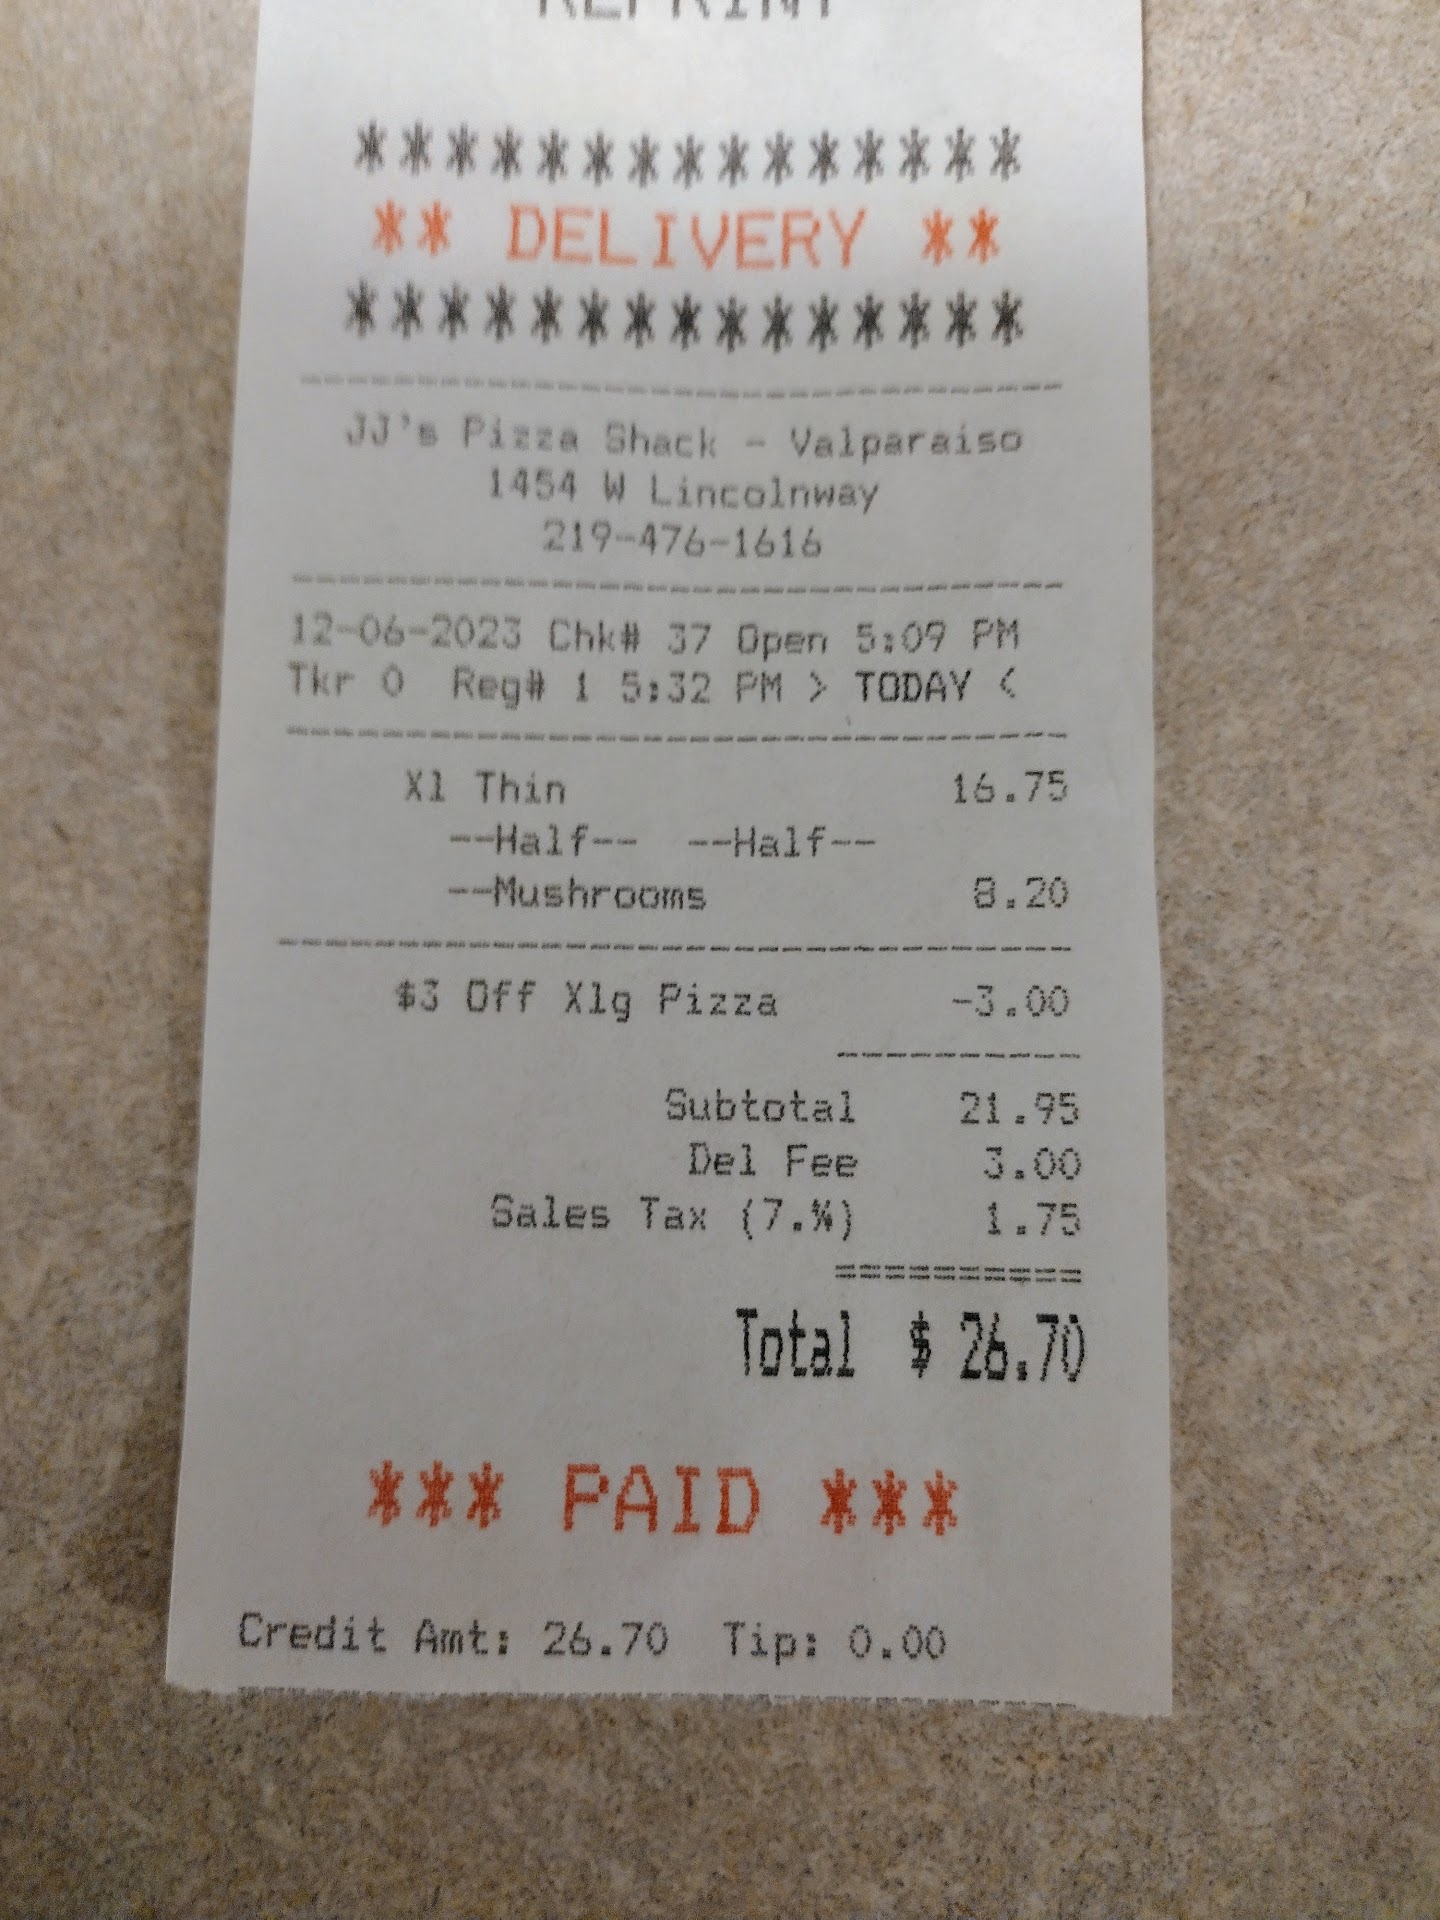 REPRINT
***************
** DELIVERY **
***************
--------------------------------
JJ's Pizza Shack - Valparaiso
1454 W Lincolnway
219-476-1616
--------------------------------
12-06-2023 Chk# 37 Open 5:09 PM
Tkr 0 Reg# 1 5:32 PM > TODAY <
--------------------------------
Xl Thin 16.75
--Half-- --Half--
--Mushrooms 8.20
--------------------------------
$3 Off Xlg Pizza -3.00
----------
Subtotal 21.95
Del Fee 3.00
Sales Tax (7.%) 1.75
==========
Total $ 26.70
*** PAID ***
Credit Amt: 26.70 Tip: 0.00
--------------------------------